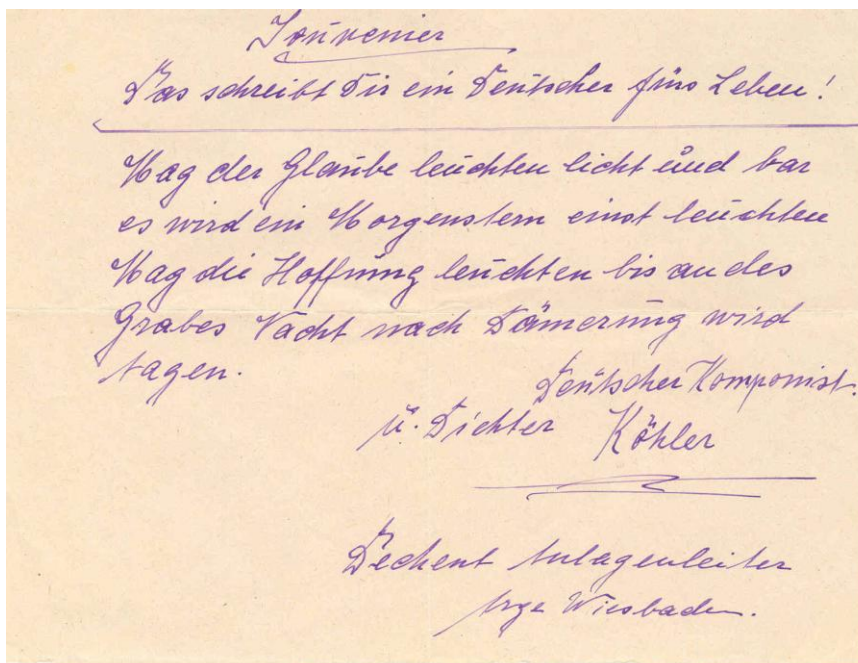 Souvenier
Das schreibt Dir ein Deutscher fürs Leben!
Mag der Glaube leuchten licht und bar
es wird ein Morgenstern einst leuchten
Mag die Hoffnung leuchten bis an des
Grabes Nacht nach Dämerung wird
tagen.
Deutscher Komponist.
u. Dichter Köhler
Dechent Anlagenleiter
Wiesbaden.